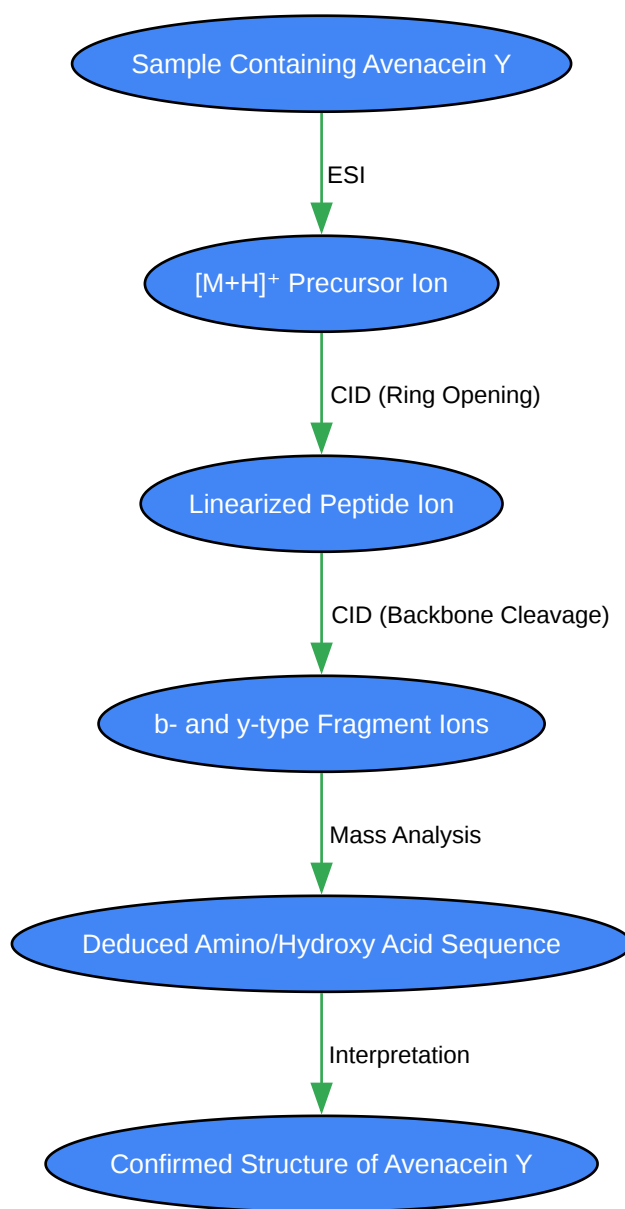 Sample Containing Avenacein Y
ESI
[M+H]⁺ Precursor Ion
CID (Ring Opening)
Linearized Peptide Ion
CID (Backbone Cleavage)
b- and y-type Fragment Ions
Mass Analysis
Deduced Amino/Hydroxy Acid Sequence
Interpretation
Confirmed Structure of Avenacein Y